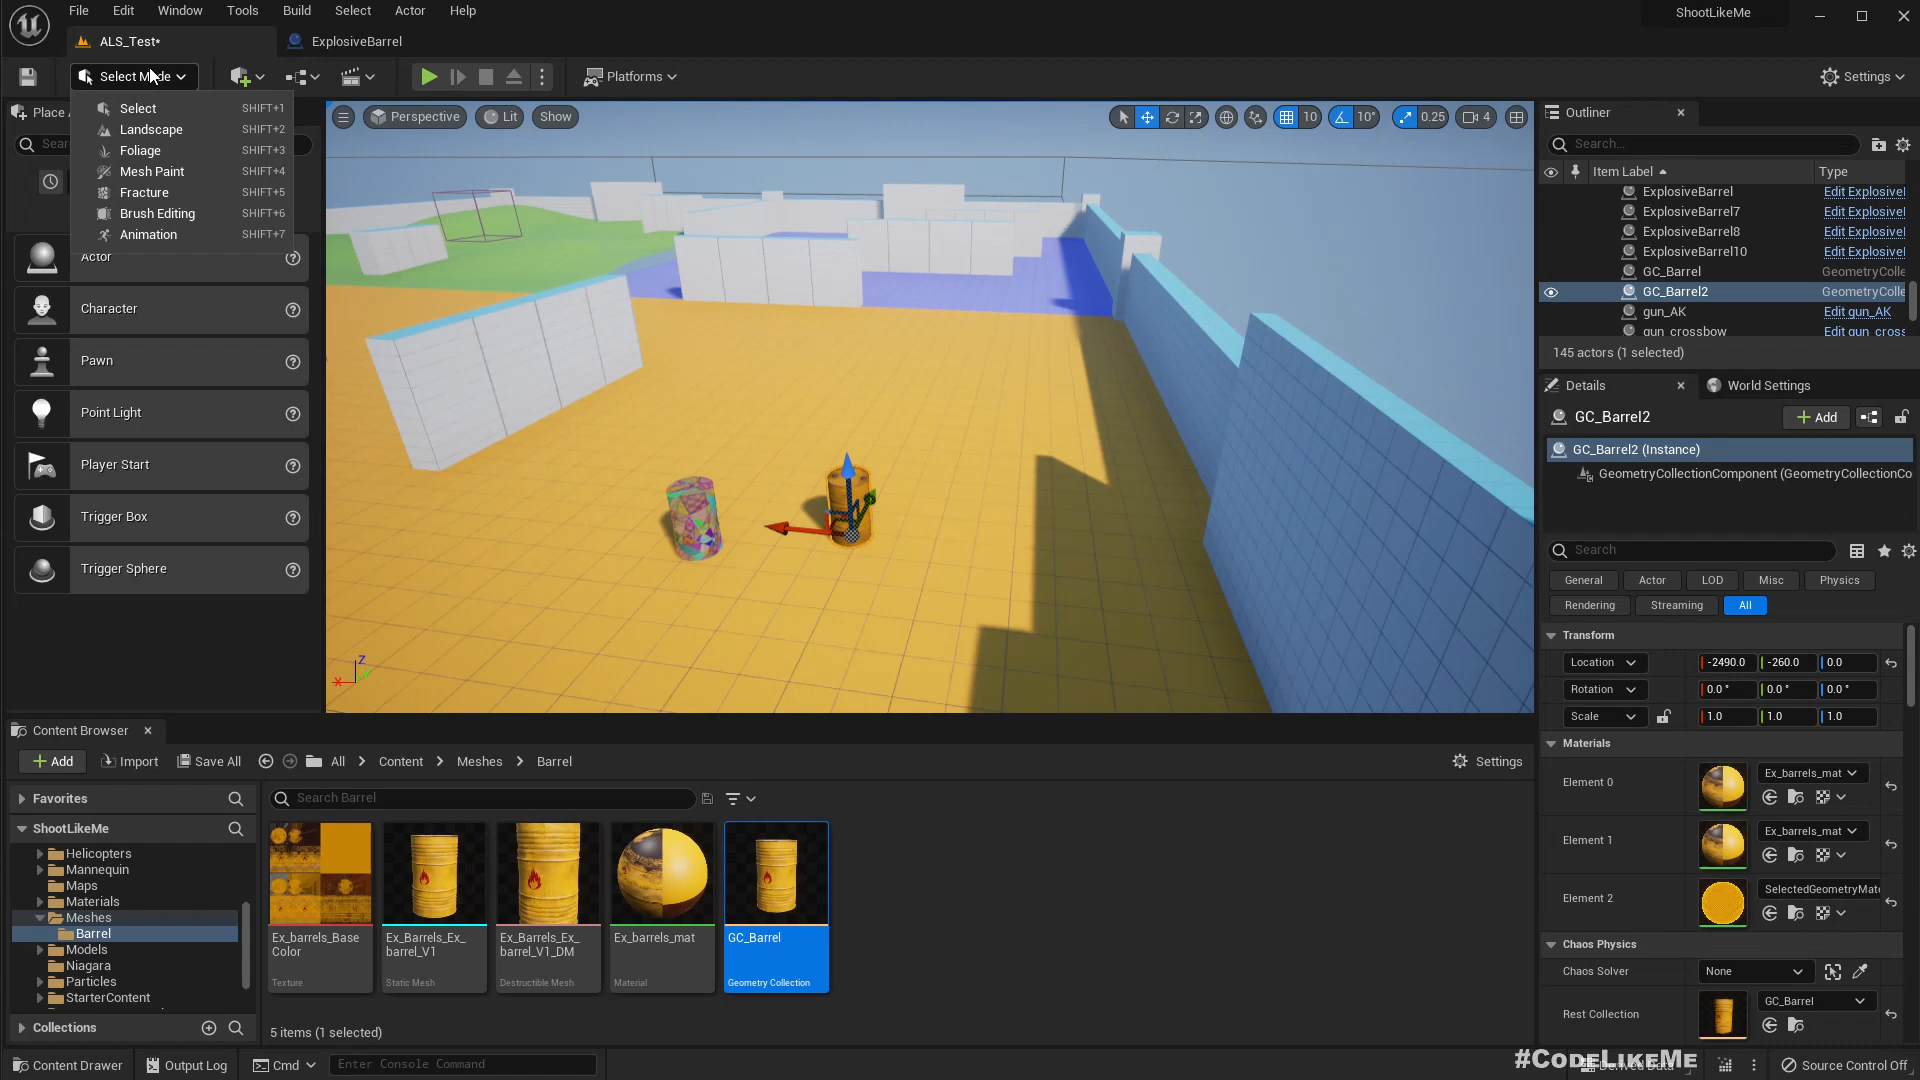 File Edit Window Tools Build Select Actor Help
ShootLikeMe
ALS_Test*
ExplosiveBarrel
Select Mode
Platforms
Settings
Select SHIFT+1
Landscape SHIFT+2
Foliage SHIFT+3
Mesh Paint SHIFT+4
Fracture SHIFT+5
Brush Editing SHIFT+6
Animation SHIFT+7
Place A
Sear
Actor
Character
Pawn
Point Light
Player Start
Trigger Box
Trigger Sphere
Perspective Lit Show
10 10° 0.25 4
Z
X
Y
Outliner
Search...
Item Label Type
ExplosiveBarrel Edit Explosivel
ExplosiveBarrel7 Edit Explosivel
ExplosiveBarrel8 Edit Explosivel
ExplosiveBarrel10 Edit Explosivel
GC_Barrel GeometryColle
GC_Barrel2 GeometryColle
gun_AK Edit gun_AK
gun_crossbow Edit gun_cross
145 actors (1 selected)
Details World Settings
GC_Barrel2 Add
GC_Barrel2 (Instance)
GeometryCollectionComponent (GeometryCollectionCo
Search
General Actor LOD Misc Physics
Rendering Streaming All
Transform
Location -2490.0 -260.0 0.0
Rotation 0.0 ° 0.0 ° 0.0 °
Scale 1.0 1.0 1.0
Materials
Element 0 Ex_barrels_mat
Element 1 Ex_barrels_mat
Element 2 SelectedGeometryMate
Chaos Physics
Chaos Solver None
Rest Collection GC_Barrel
Content Browser
Add Import Save All All Content Meshes Barrel Settings
Favorites
ShootLikeMe
Helicopters
Mannequin
Maps
Materials
Meshes
Barrel
Models
Niagara
Particles
StarterContent
Collections
Search Barrel
Ex_barrels_Base
Color
Texture
Ex_Barrels_Ex_
barrel_V1
Static Mesh
Ex_Barrels_Ex_
barrel_V1_DM
Destructible Mesh
Ex_barrels_mat
Material
GC_Barrel
Geometry Collection
5 items (1 selected)
Content Drawer Output Log Cmd Enter Console Command
#CodeLikeMe
Derived Data
Source Control Off